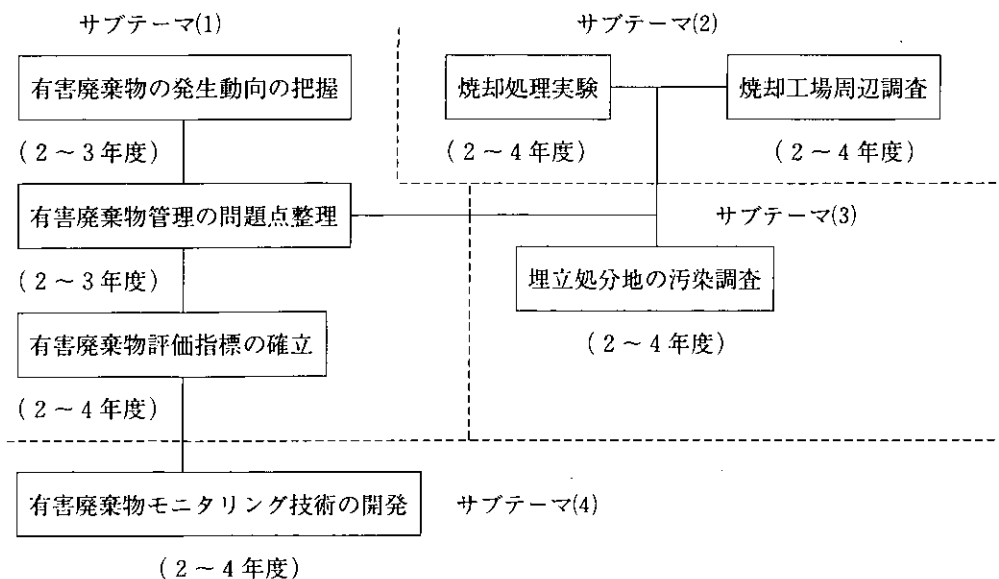 サブテーマ(1)
サブテーマ(2)
有害廃棄物の発生動向の把握
焼却処理実験
焼却工場周辺調査
(2~3年度)
(2~4年度)
(2~4年度)
有害廃棄物管理の問題点整理
サブテーマ(3)
(2~3年度)
埋立処分地の汚染調査
有害廃棄物評価指標の確立
(2~4年度)
(2~4年度)
有害廃棄物モニタリング技術の開発
サブテーマ(4)
(2~4年度)